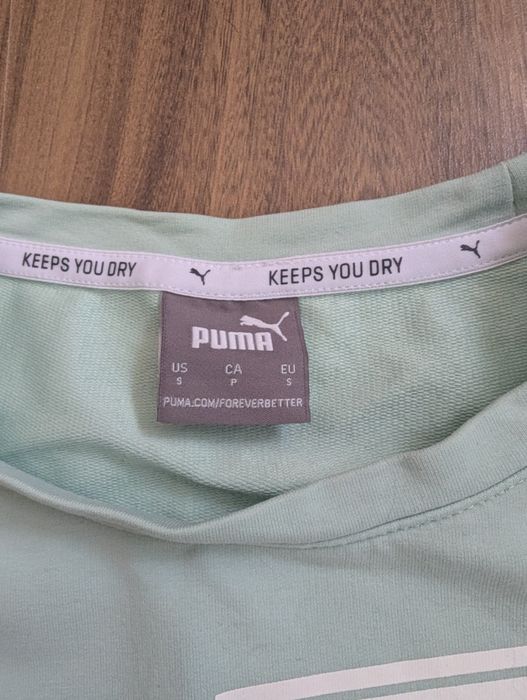 KEEPS YOU DRY KEEPS YOU DRY
PUMA
US CA EU
S P S
PUMA.COM/FOREVERBETTER